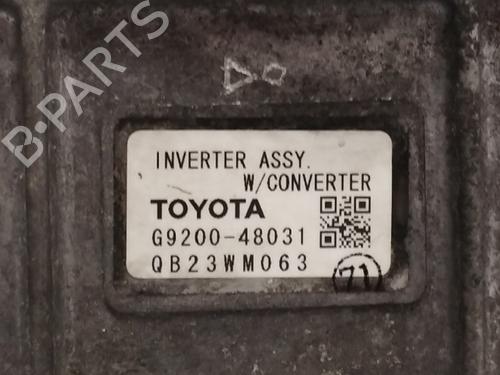 B-PARTS
INVERTER ASSY.
W/CONVERTER
TOYOTA
G9200-48031
QB23WM063
71